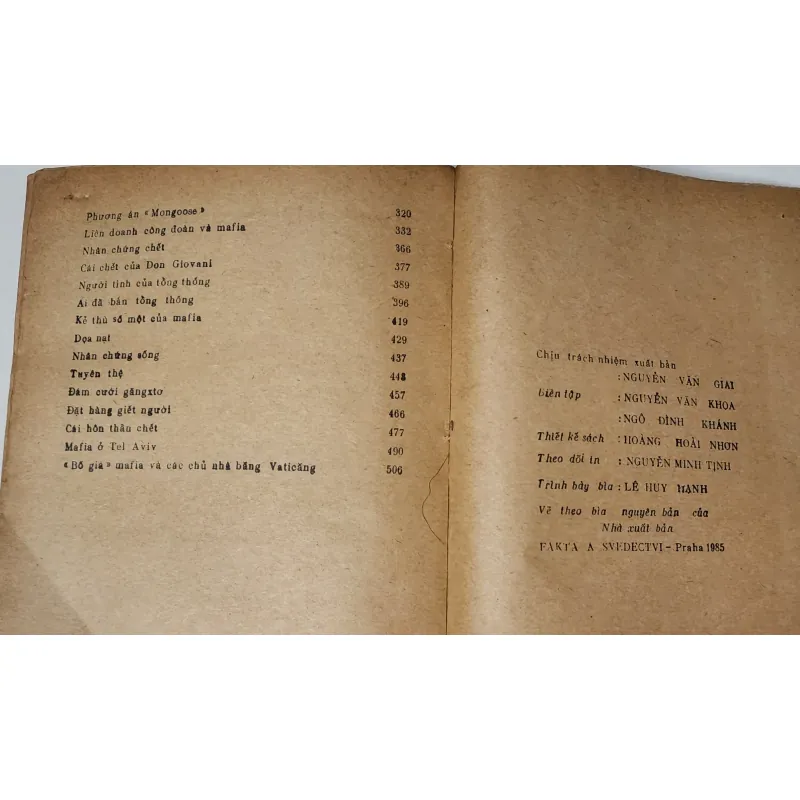 Phương án «Mongoose» 320
Liên doanh công đoàn và mafia 332
Nhân chứng chết 366
Cái chết của Don Giovani 377
Người tình của tổng thống 389
Ai đã bắn tổng thống 396
Kẻ thù số một của mafia 419
Dọa nạt 429
Nhân chứng sống 437
Tuyên thệ 448
Đám cưới găngxtơ 457
Đặt hàng giết người 466
Cái hôn thần chết 477
Mafia ở Tel Aviv 490
«Bố già» mafia và các chủ nhà băng Vaticăng 506
Chịu trách nhiệm xuất bản
: NGUYỄN VĂN GIAI
Biên tập : NGUYỄN VĂN KHOA
: NGÔ ĐÌNH KHÁNH
Thiết kế sách : HOÀNG HOÀI NHƠN
Theo dõi in : NGUYỄN MINH TỊNH
Trình bày bìa : LÊ HUY HẠNH
Vẽ theo bìa nguyên bản của
Nhà xuất bản
FAKTA A SVEDECTVI - Praha 1985